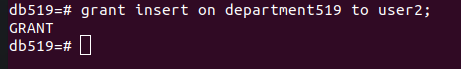 db519=# grant insert on department519 to user2;
GRANT
db519=#